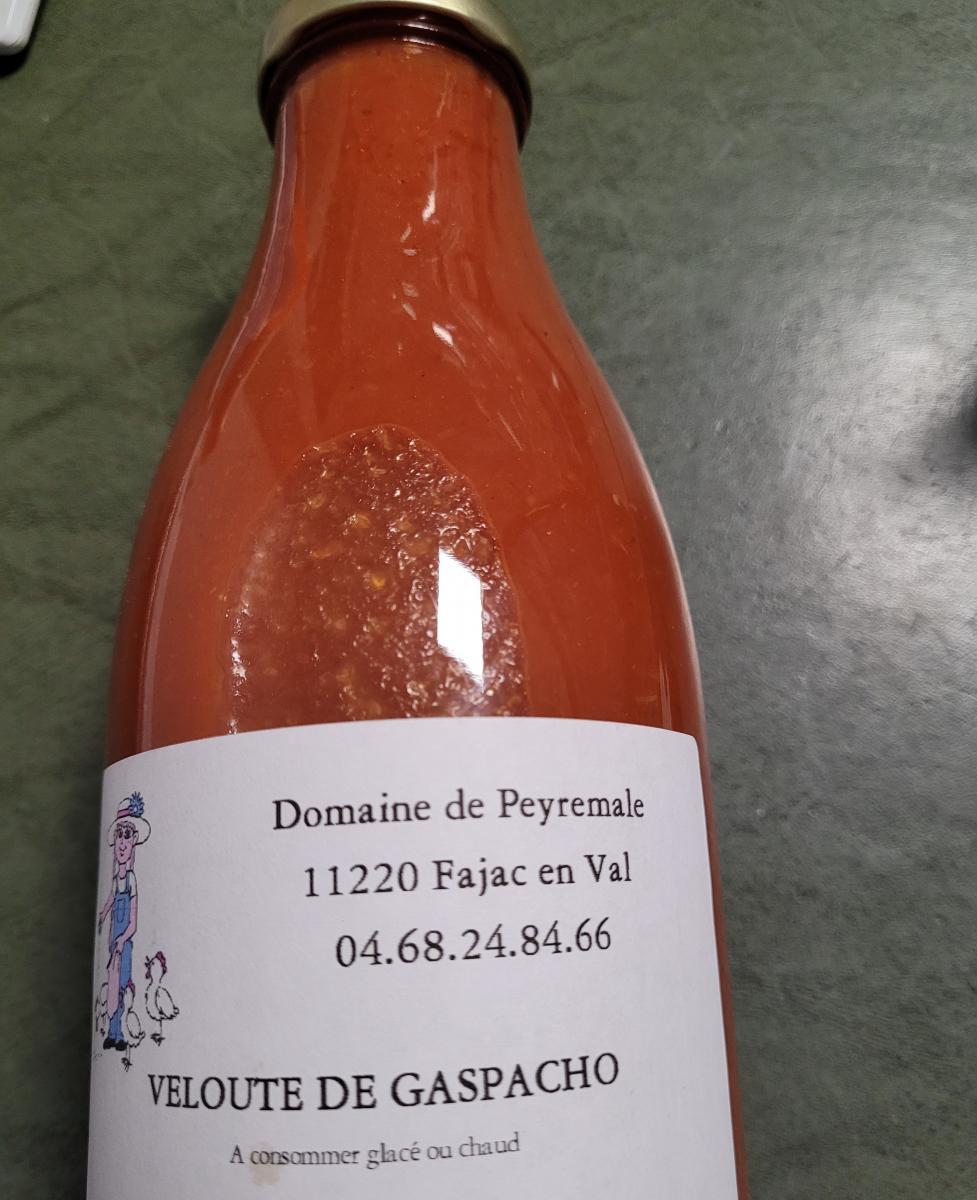 Domaine de Peyremale
11220 Fajac en Val
04.68.24.84.66
VELOUTE DE GASPACHO
A consommer glacé ou chaud